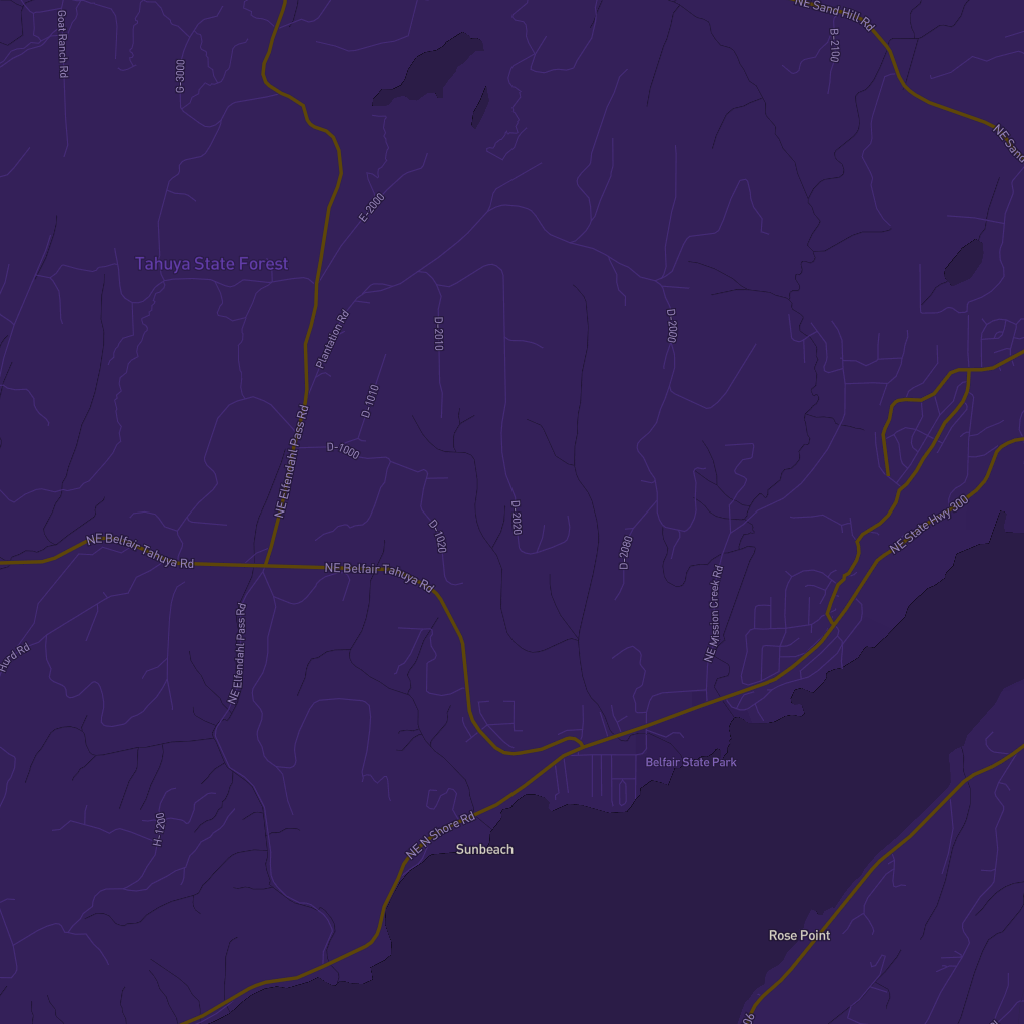 NE Sand Hill Rd
Goat Ranch Rd
B-2100
G-3000
NE Sand
E-2000
Tahuya State Forest
Plantation Rd
D-2010
D-2000
D-1010
NE Elfendahl Pass Rd
D-1000
D-2020
NE State Hwy 300
D-1020
D-2080
NE Belfair Tahuya Rd
NE Belfair Tahuya Rd
NE Mission Creek Rd
NE Elfendahl Pass Rd
Hurd Rd
Belfair State Park
H-1200
NE N Shore Rd
Sunbeach
Rose Point
06